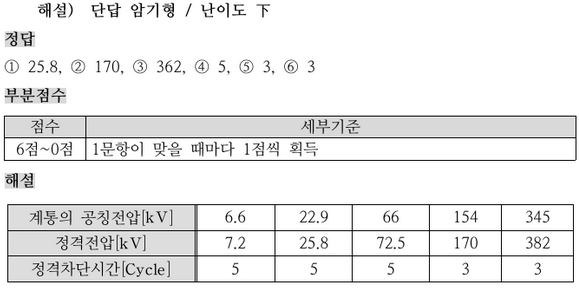 해설) 단답 암기형 / 난이도 下
정답
① 25.8, ② 170, ③ 362, ④ 5, ⑤ 3, ⑥ 3
부분점수
점수 세부기준
6점~0점 1문항이 맞을 때마다 1점씩 획득
해설
계통의 공칭전압[kV] 6.6 22.9 66 154 345
정격전압[kV] 7.2 25.8 72.5 170 382
정격차단시간[Cycle] 5 5 5 3 3